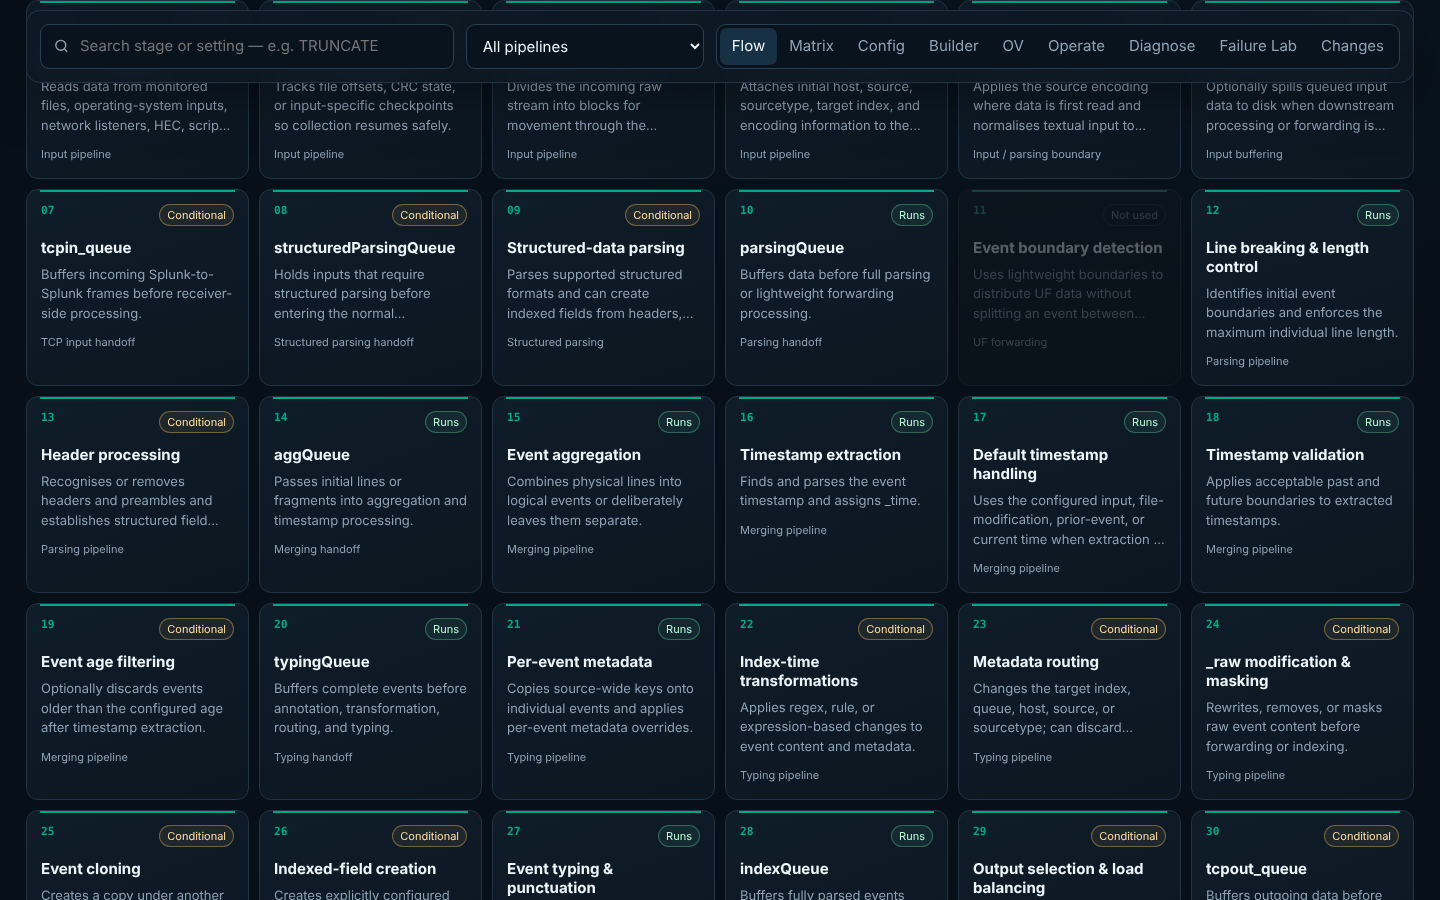 Search stage or setting — e.g. TRUNCATE
All pipelines
Flow
Matrix
Config
Builder
OV
Operate
Diagnose
Failure Lab
Changes
Reads data from monitored
files, operating-system inputs,
network listeners, HEC, scrip...
Input pipeline
Tracks file offsets, CRC state,
or input-specific checkpoints
so collection resumes safely.
Input pipeline
Divides the incoming raw
stream into blocks for
movement through the...
Input pipeline
Attaches initial host, source,
sourcetype, target index, and
encoding information to the...
Input pipeline
Applies the source encoding
where data is first read and
normalises textual input to...
Input / parsing boundary
Optionally spills queued input
data to disk when downstream
processing or forwarding is...
Input buffering
07
Conditional
tcpin_queue
Buffers incoming Splunk-to-
Splunk frames before receiver-
side processing.
TCP input handoff
08
Conditional
structuredParsingQueue
Holds inputs that require
structured parsing before
entering the normal...
Structured parsing handoff
09
Conditional
Structured-data parsing
Parses supported structured
formats and can create
indexed fields from headers,...
Structured parsing
10
Runs
parsingQueue
Buffers data before full parsing
or lightweight forwarding
processing.
Parsing handoff
11
Not used
Event boundary detection
Uses lightweight boundaries to
distribute UF data without
splitting an event between...
UF forwarding
12
Runs
Line breaking & length
control
Identifies initial event
boundaries and enforces the
maximum individual line length.
Parsing pipeline
13
Conditional
Header processing
Recognises or removes
headers and preambles and
establishes structured field...
Parsing pipeline
14
Runs
aggQueue
Passes initial lines or
fragments into aggregation and
timestamp processing.
Merging handoff
15
Runs
Event aggregation
Combines physical lines into
logical events or deliberately
leaves them separate.
Merging pipeline
16
Runs
Timestamp extraction
Finds and parses the event
timestamp and assigns _time.
Merging pipeline
17
Runs
Default timestamp
handling
Uses the configured input, file-
modification, prior-event, or
current time when extraction ...
Merging pipeline
18
Runs
Timestamp validation
Applies acceptable past and
future boundaries to extracted
timestamps.
Merging pipeline
19
Conditional
Event age filtering
Optionally discards events
older than the configured age
after timestamp extraction.
Merging pipeline
20
Runs
typingQueue
Buffers complete events before
annotation, transformation,
routing, and typing.
Typing handoff
21
Runs
Per-event metadata
Copies source-wide keys onto
individual events and applies
per-event metadata overrides.
Typing pipeline
22
Conditional
Index-time
transformations
Applies regex, rule, or
expression-based changes to
event content and metadata.
Typing pipeline
23
Conditional
Metadata routing
Changes the target index,
queue, host, source, or
sourcetype; can discard...
Typing pipeline
24
Conditional
_raw modification &
masking
Rewrites, removes, or masks
raw event content before
forwarding or indexing.
Typing pipeline
25
Conditional
Event cloning
Creates a copy under another
26
Conditional
Indexed-field creation
Creates explicitly configured
27
Runs
Event typing &
punctuation
28
Runs
indexQueue
Buffers fully parsed events
29
Conditional
Output selection & load
balancing
30
Conditional
tcpout_queue
Buffers outgoing data before